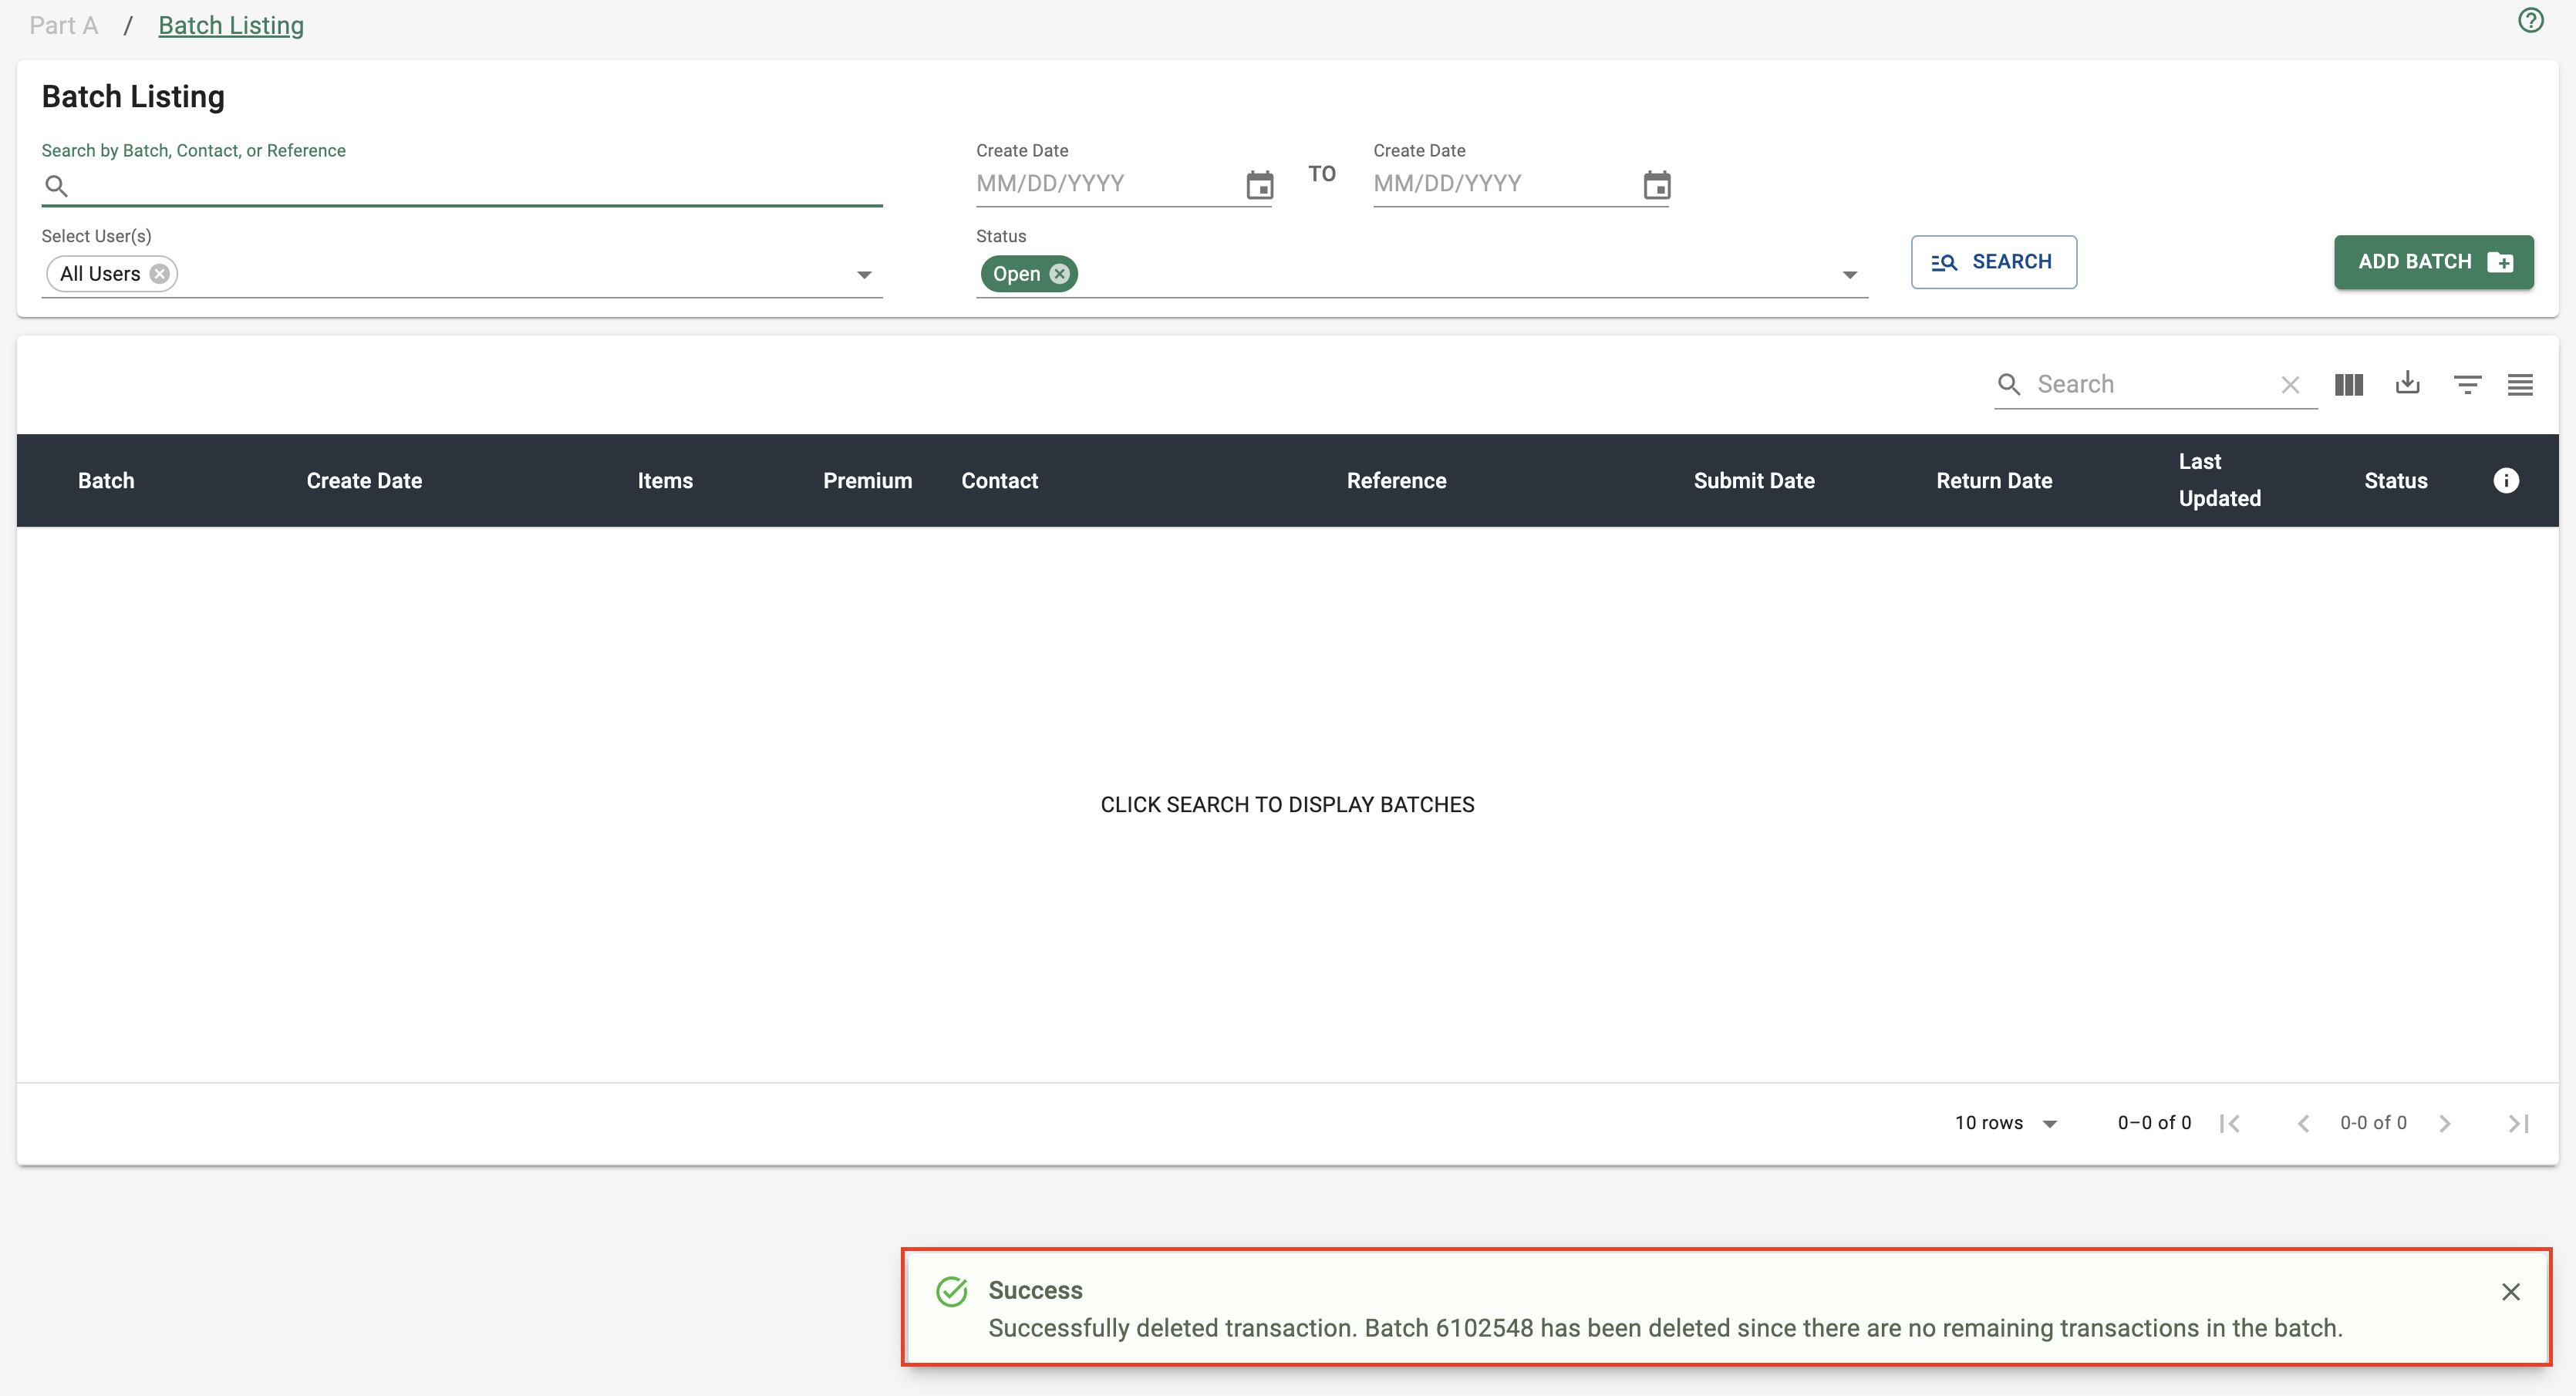 Part A / Batch Listing
Batch Listing
Search by Batch, Contact, or Reference
Create Date
MM/DD/YYYY
TO
Create Date
MM/DD/YYYY
Select User(s)
All Users
Status
Open
SEARCH
ADD BATCH
Search
Batch Create Date Items Premium Contact Reference Submit Date Return Date Last Updated Status
CLICK SEARCH TO DISPLAY BATCHES
10 rows 0–0 of 0 0-0 of 0
Success
Successfully deleted transaction. Batch 6102548 has been deleted since there are no remaining transactions in the batch.